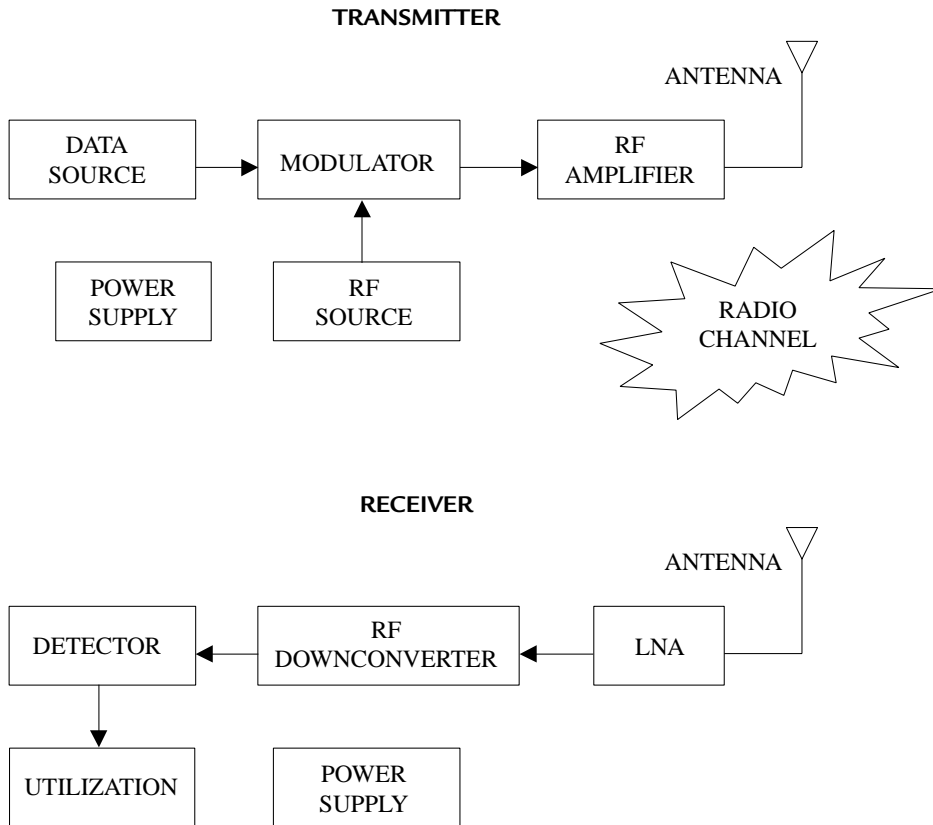 TRANSMITTER
ANTENNA
DATA
SOURCE
MODULATOR
RF
AMPLIFIER
POWER
SUPPLY
RF
SOURCE
RADIO
CHANNEL
RECEIVER
ANTENNA
DETECTOR
RF
DOWNCONVERTER
LNA
UTILIZATION
POWER
SUPPLY